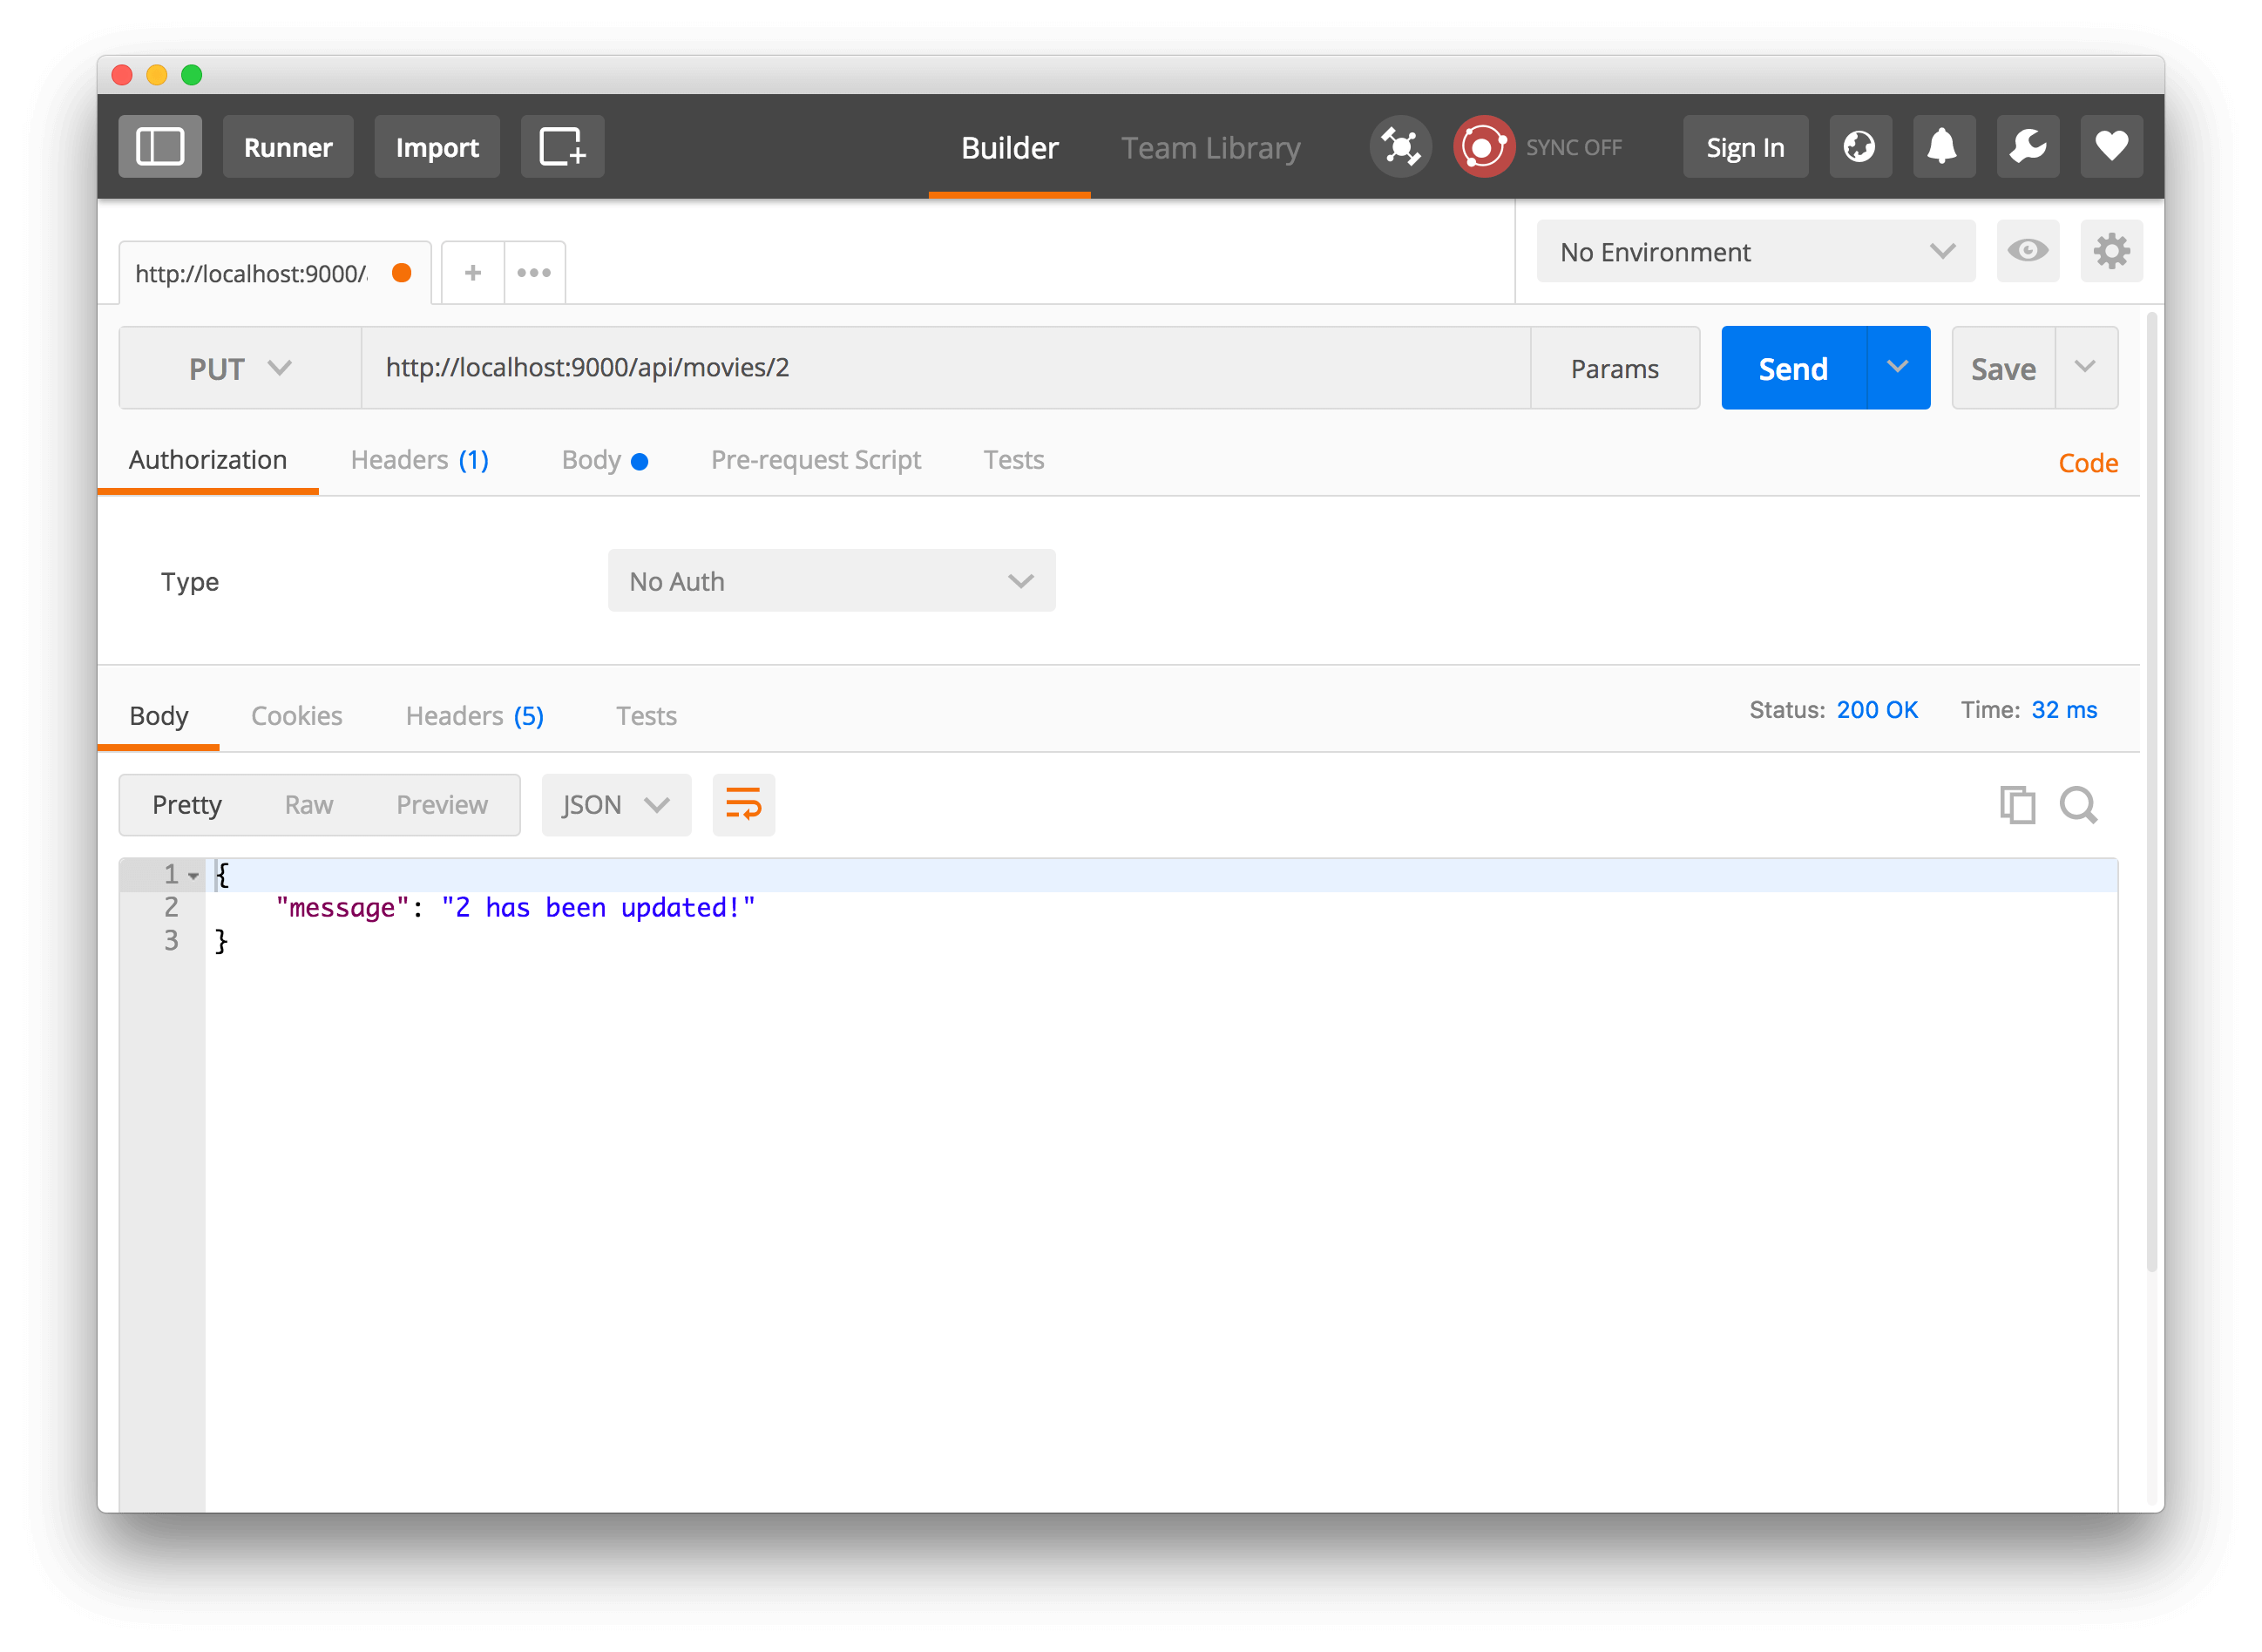 Runner Import Builder Team Library SYNC OFF Sign In
http://localhost:9000/ + ••• No Environment
PUT http://localhost:9000/api/movies/2 Params Send Save
Authorization Headers (1) Body Pre-request Script Tests Code
Type No Auth
Body Cookies Headers (5) Tests Status: 200 OK Time: 32 ms
Pretty Raw Preview JSON
1 {
2 "message": "2 has been updated!"
3 }